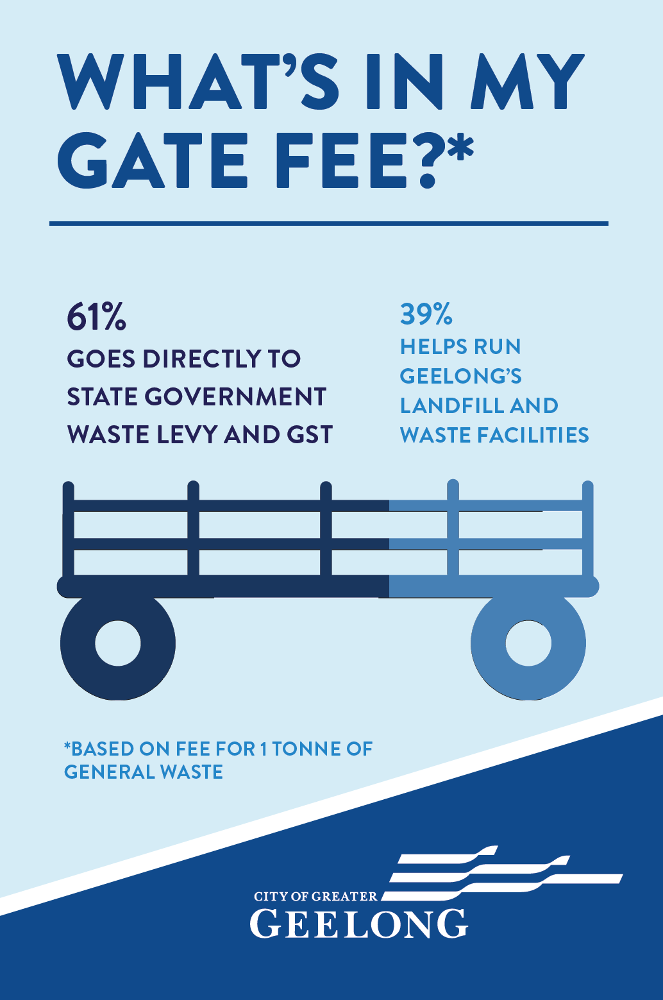 WHAT'S IN MY
GATE FEE?*
61%
GOES DIRECTLY TO
STATE GOVERNMENT
WASTE LEVY AND GST
39%
HELPS RUN
GEELONG'S
LANDFILL AND
WASTE FACILITIES
*BASED ON FEE FOR 1 TONNE OF
GENERAL WASTE
CITY OF GREATER
GEELONG